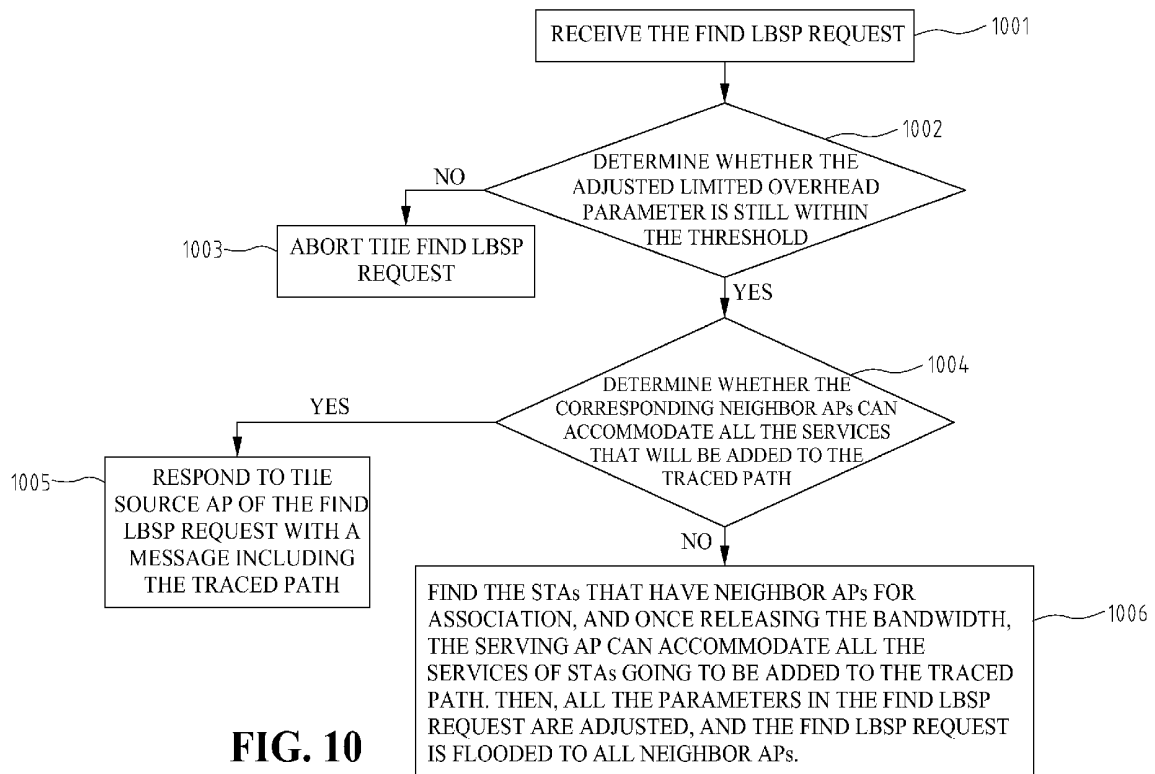 RECEIVE THE FIND LBSP REQUEST
1001
1002
DETERMINE WHETHER THE
ADJUSTED LIMITED OVERHEAD
PARAMETER IS STILL WITHIN
THE THRESHOLD
NO
1003
ABORT THE FIND LBSP
REQUEST
YES
1004
DETERMINE WHETHER THE
CORRESPONDING NEIGHBOR APs CAN
ACCOMMODATE ALL THE SERVICES
THAT WILL BE ADDED TO THE
TRACED PATH
YES
1005
RESPOND TO THE
SOURCE AP OF THE FIND
LBSP REQUEST WITH A
MESSAGE INCLUDING
THE TRACED PATH
NO
1006
FIND THE STAs THAT HAVE NEIGHBOR APs FOR
ASSOCIATION, AND ONCE RELEASING THE BANDWIDTH,
THE SERVING AP CAN ACCOMMODATE ALL THE
SERVICES OF STAs GOING TO BE ADDED TO THE TRACED
PATH. THEN, ALL THE PARAMETERS IN THE FIND LBSP
REQUEST ARE ADJUSTED, AND THE FIND LBSP REQUEST
IS FLOODED TO ALL NEIGHBOR APs.
FIG. 10